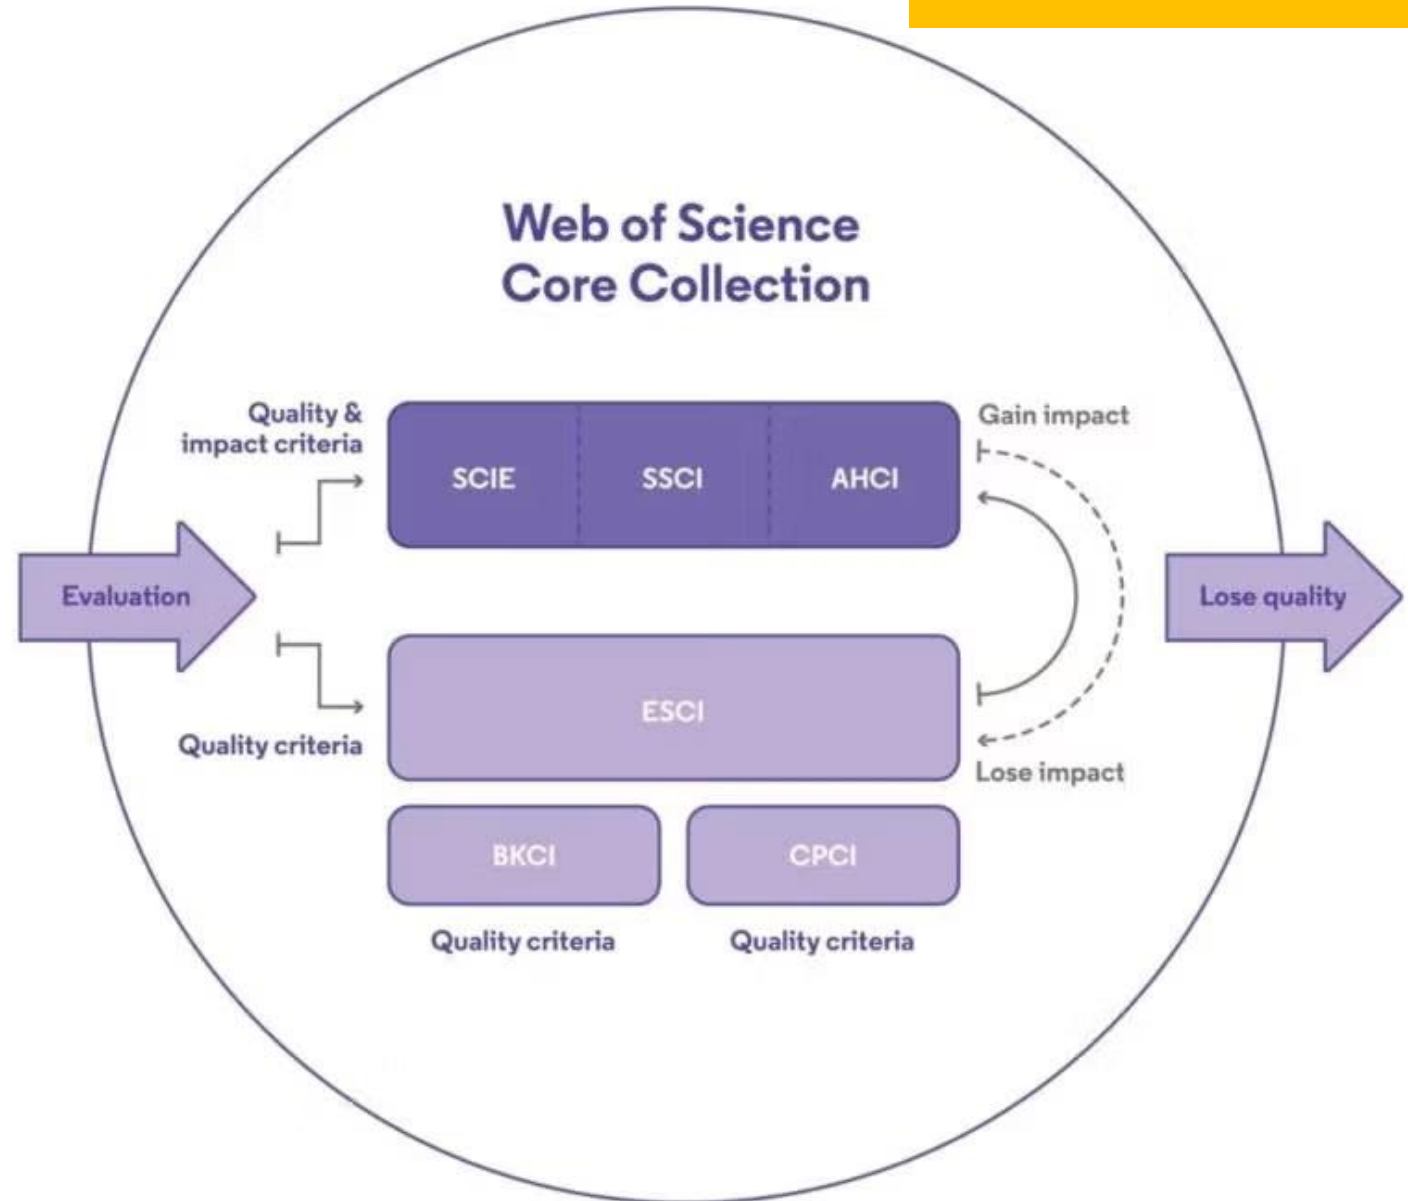 Web of Science
Core Collection
Quality &
impact criteria
SCIE
SSCI
AHCI
Gain impact
Evaluation
Lose quality
Quality criteria
ESCI
Lose impact
BKCI
CPCI
Quality criteria
Quality criteria